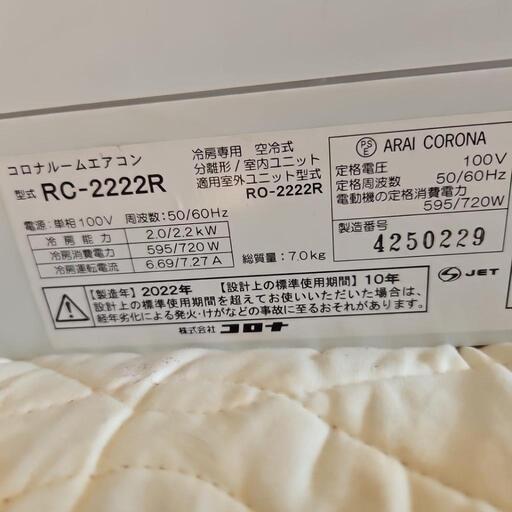 コロナルームエアコン
型式 RC-2222R
冷房専用 空冷式
分離形/室内ユニット
適用室外ユニット型式
RO-2222R
電源:単相100V 周波数:50/60Hz
冷房能力 2.0/2.2kW
冷房消費電力 595/720W
冷房運転電流 6.69/7.27A
総質量:7.0kg
PSE ARAI CORONA
定格電圧 100V
定格周波数 50/60Hz
電動機の定格消費電力
595/720W
製造番号
4250229
【製造年】2022年 【設計上の標準使用期間】10年
設計上の標準使用期間を超えてお使いいただいた場合は、
経年劣化による発火・けがなどの事故に至るおそれがあります。
JET
株式会社 コロナ